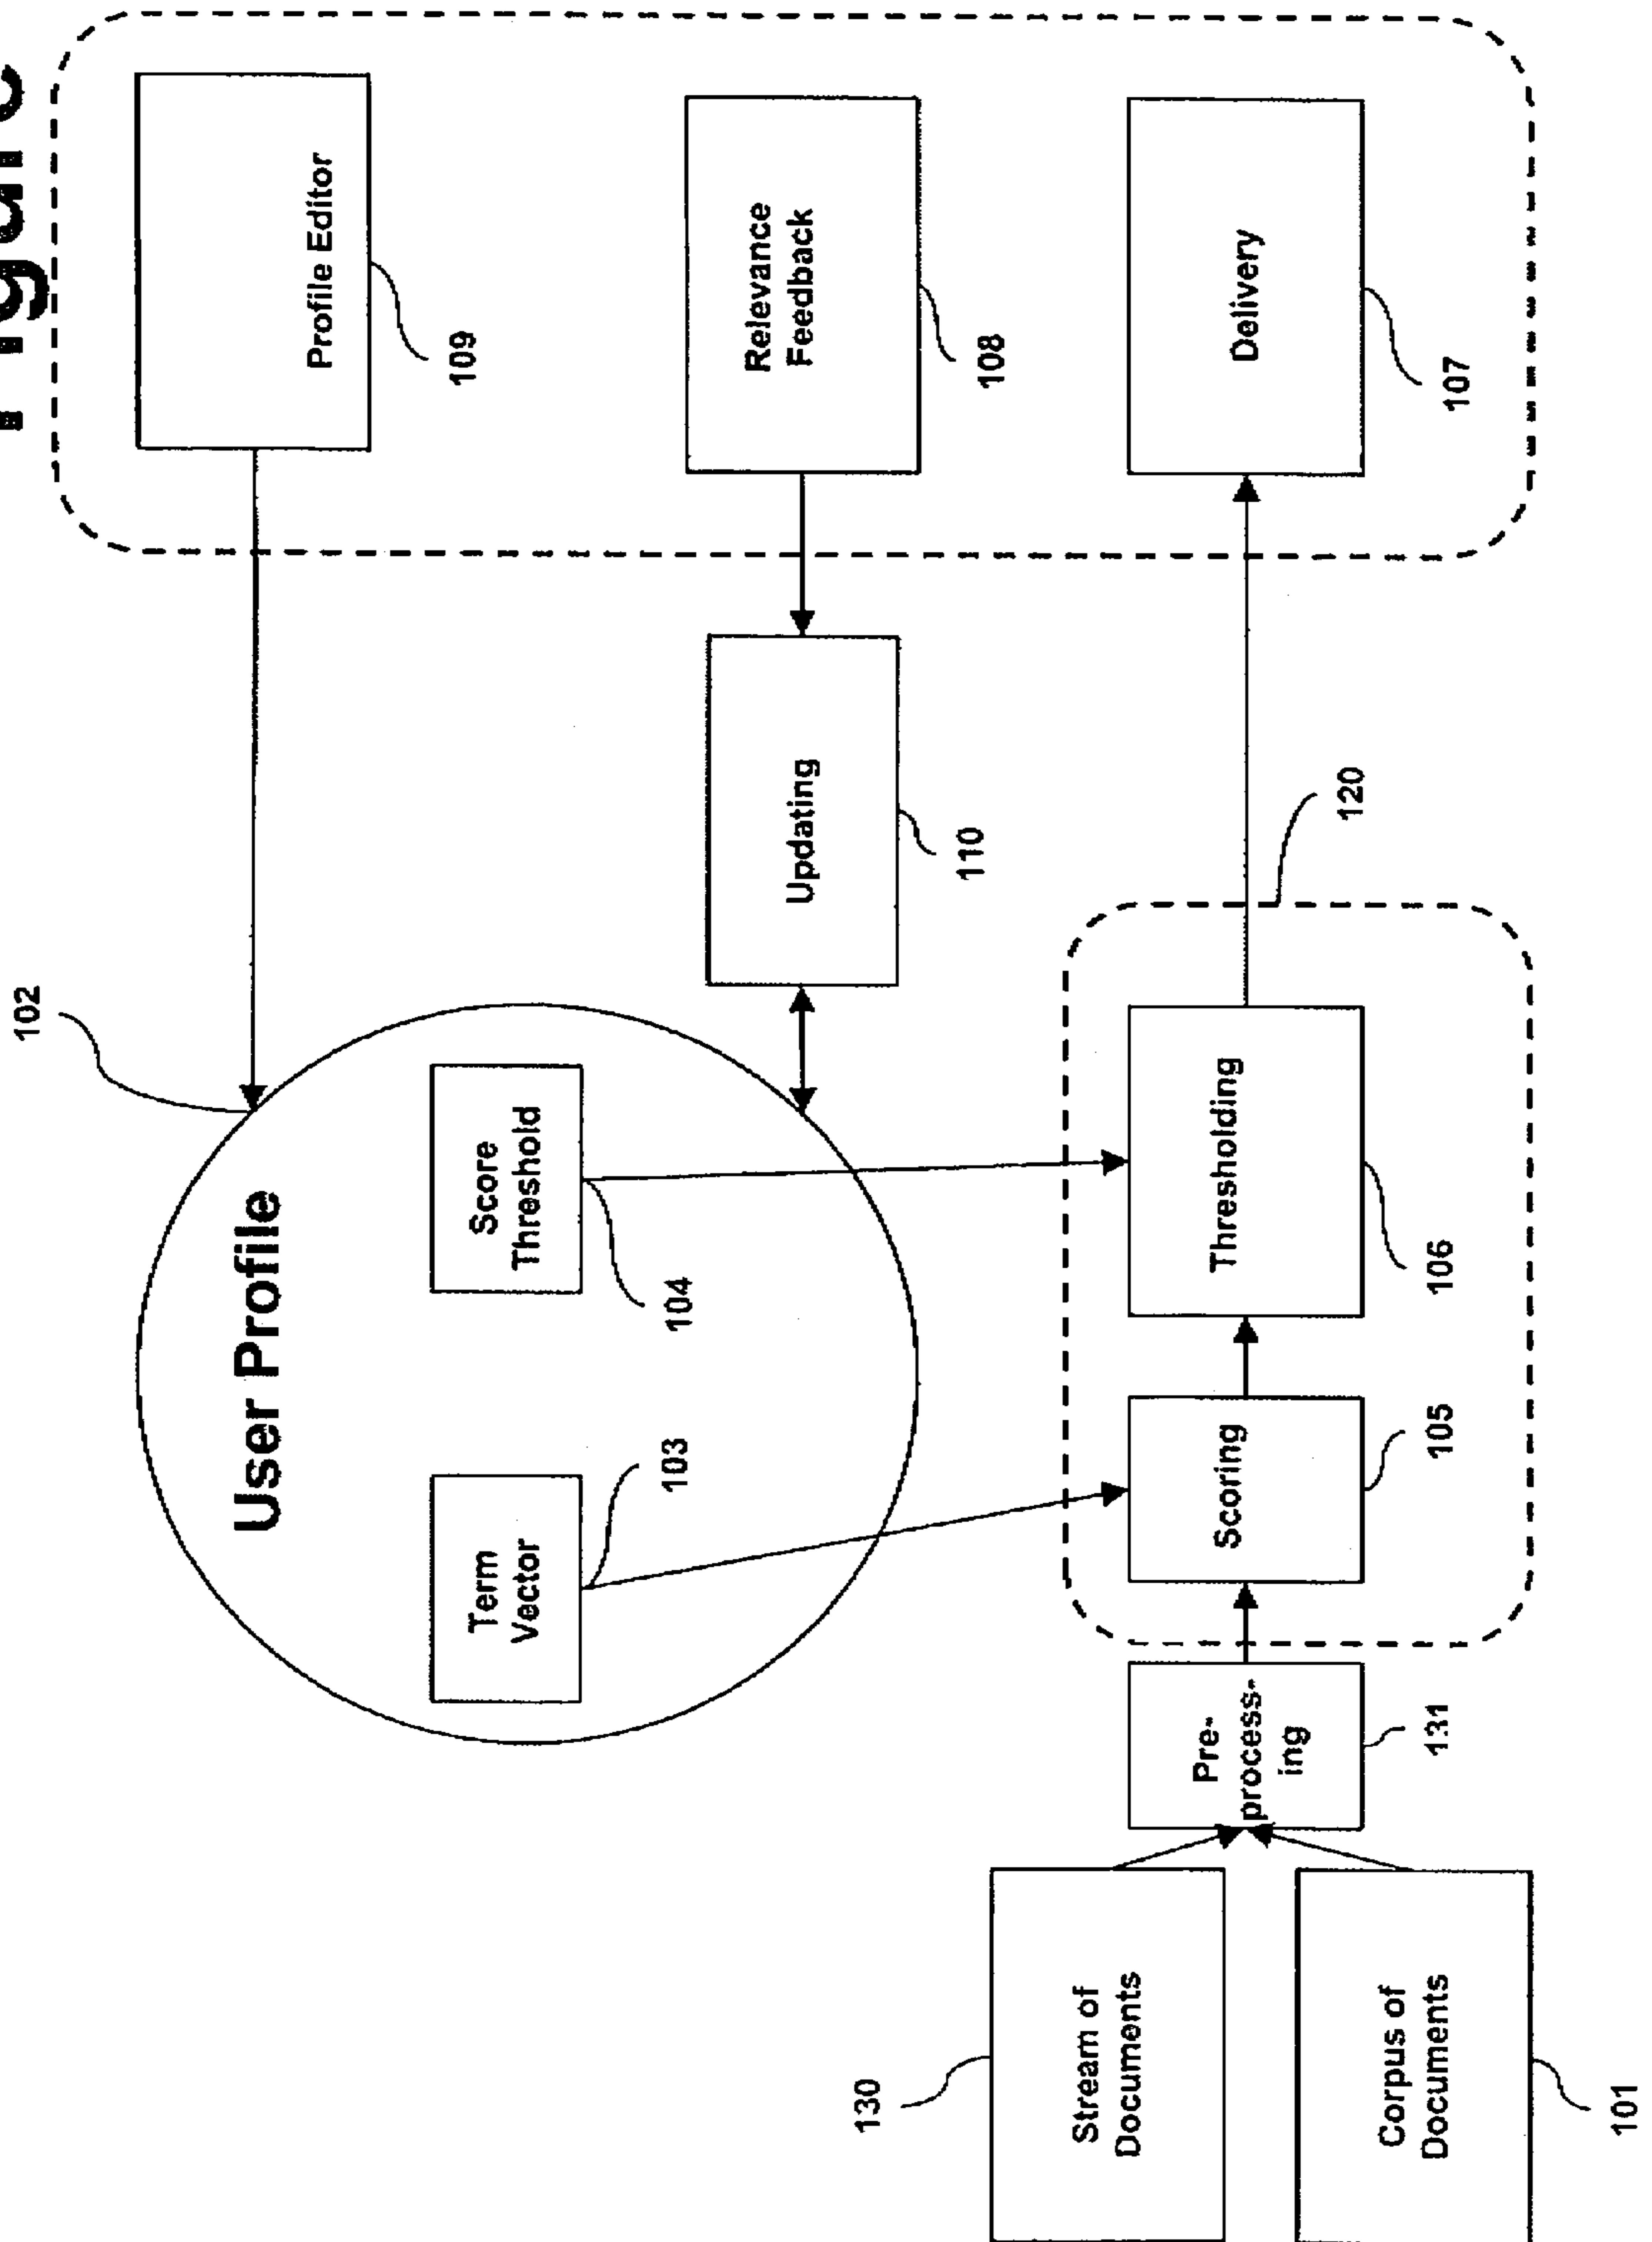 Figure
102
User Profile
Profile Editor
109
Term
Vector
103
Score
Threshold
104
Updating
110
Relevance
Feedback
108
130
Stream of
Documents
Corpus of
Documents
101
Pre-
process-
ing
131
Scoring
105
Thresholding
106
120
Delivery
107